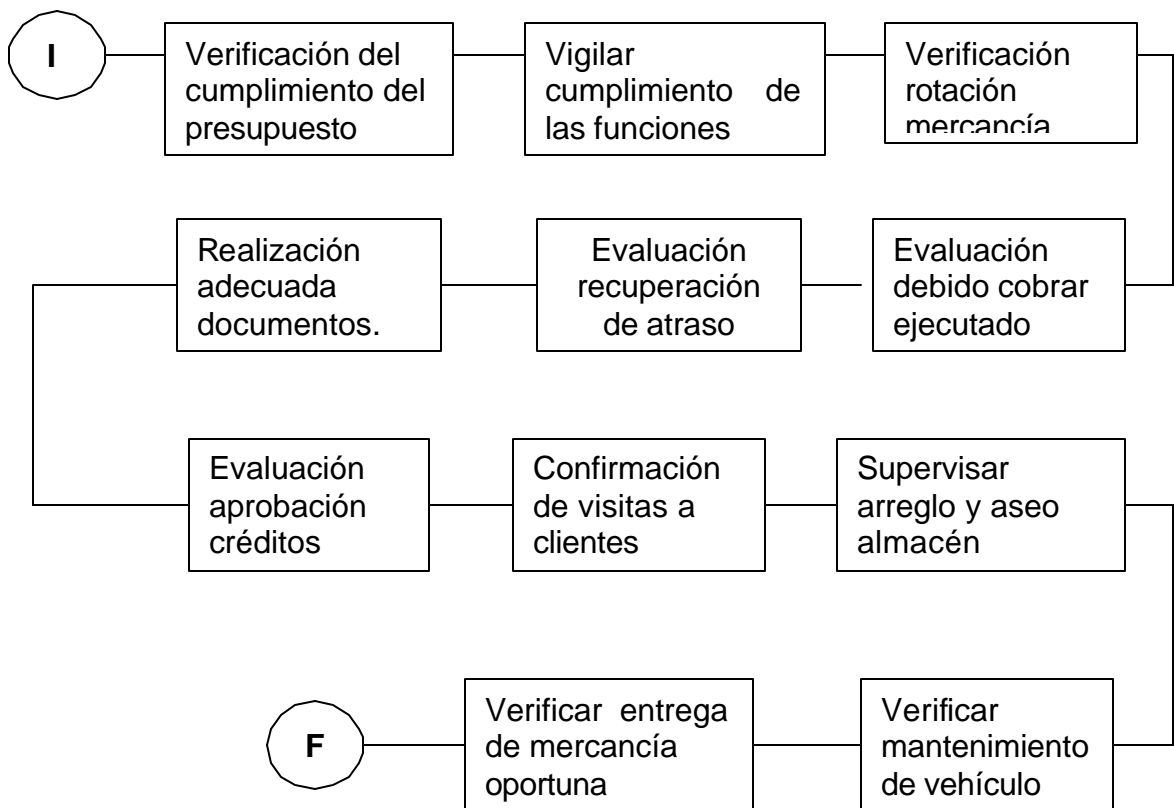 I
Verificación del
cumplimiento del
presupuesto
Vigilar
cumplimiento de
las funciones
Verificación
rotación
mercancía
Evaluación
debido cobrar
ejecutado
Evaluación
recuperación
de atraso
Realización
adecuada
documentos.
Evaluación
aprobación
créditos
Confirmación
de visitas a
clientes
Supervisar
arreglo y aseo
almacén
Verificar
mantenimiento
de vehículo
Verificar entrega
de mercancía
oportuna
F